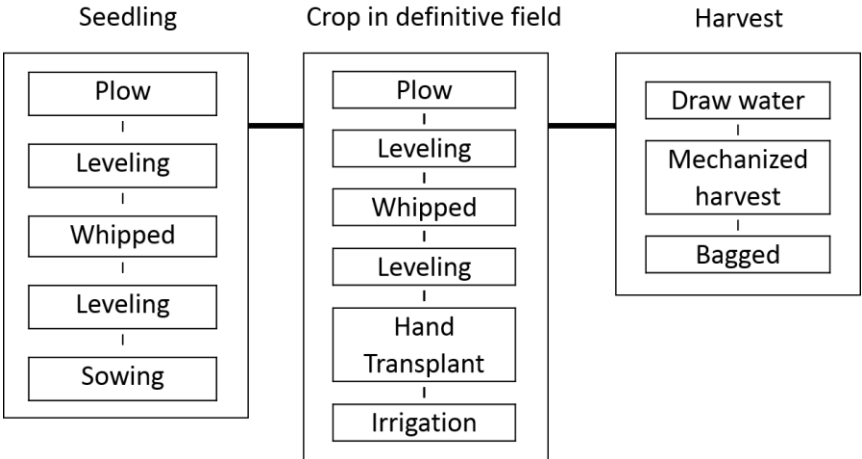 Seedling
Plow
Leveling
Whipped
Leveling
Sowing
Crop in definitive field
Plow
Leveling
Whipped
Leveling
Hand
Transplant
Irrigation
Harvest
Draw water
Mechanized
harvest
Bagged